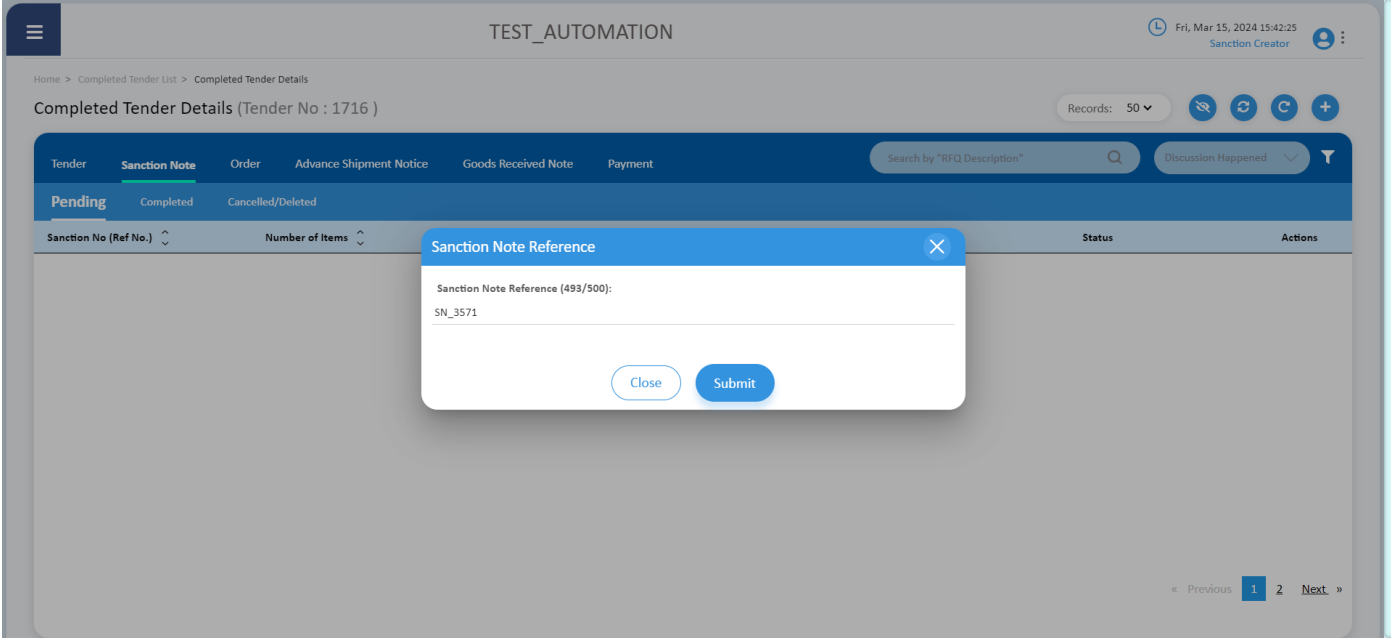 TEST_AUTOMATION
Fri, Mar 15, 2024 15:42:25
Sanction Creator
Home > Completed Tender List > Completed Tender Details
Completed Tender Details (Tender No : 1716 )
Records: 50
Tender Sanction Note Order Advance Shipment Notice Goods Received Note Payment Search by "RFQ Description" Discussion Happened
Pending Completed Cancelled/Deleted
Sanction No (Ref No.) Number of Items Status Actions
Sanction Note Reference
Sanction Note Reference (493/500):
SN_3571
Close Submit
« Previous 1 2 Next »